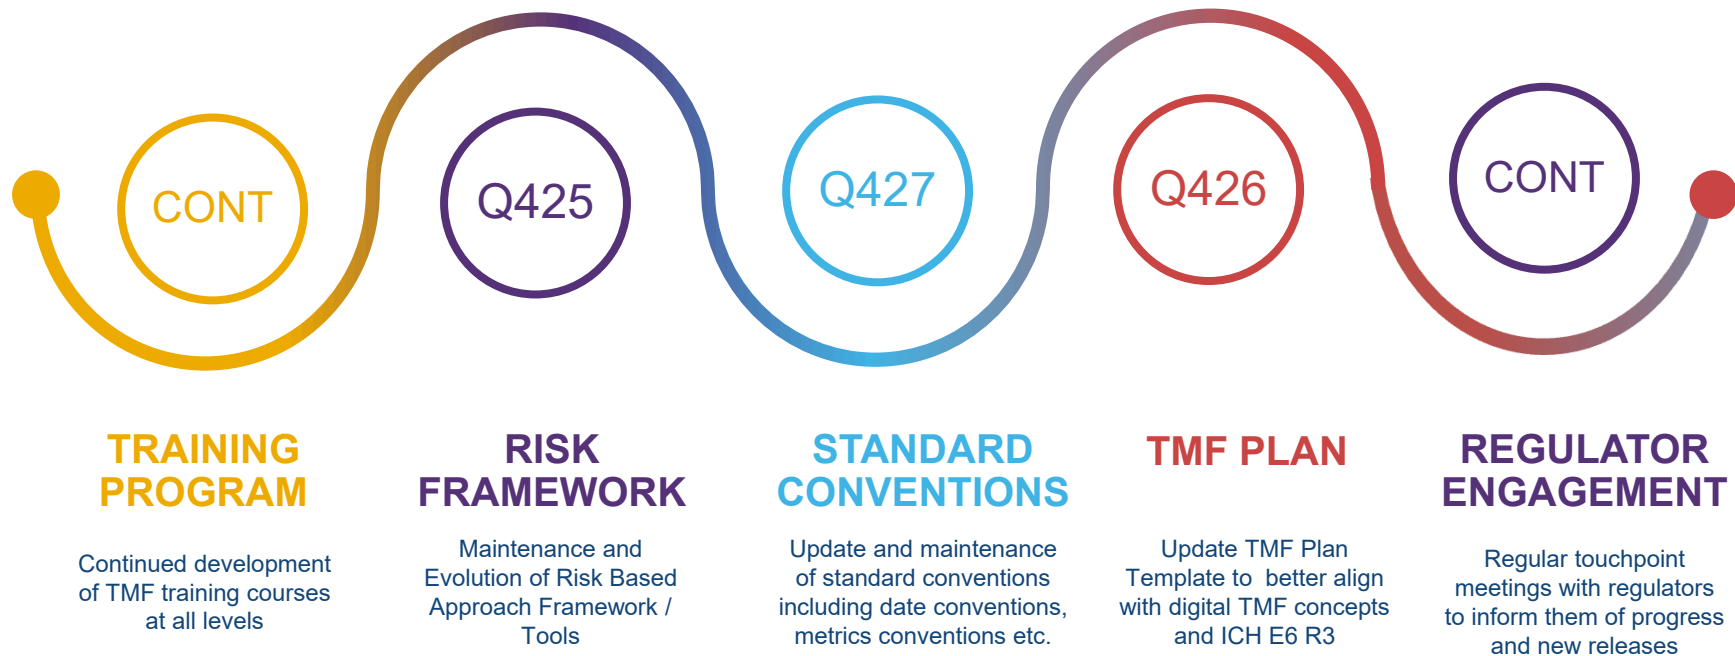 CONT
Q425
Q427
Q426
CONT
TRAINING
PROGRAM
Continued development
of TMF training courses
at all levels
RISK
FRAMEWORK
Maintenance and
Evolution of Risk Based
Approach Framework /
Tools
STANDARD
CONVENTIONS
Update and maintenance
of standard conventions
including date conventions,
metrics conventions etc.
TMF PLAN
Update TMF Plan
Template to better align
with digital TMF concepts
and ICH E6 R3
REGULATOR
ENGAGEMENT
Regular touchpoint
meetings with regulators
to inform them of progress
and new releases